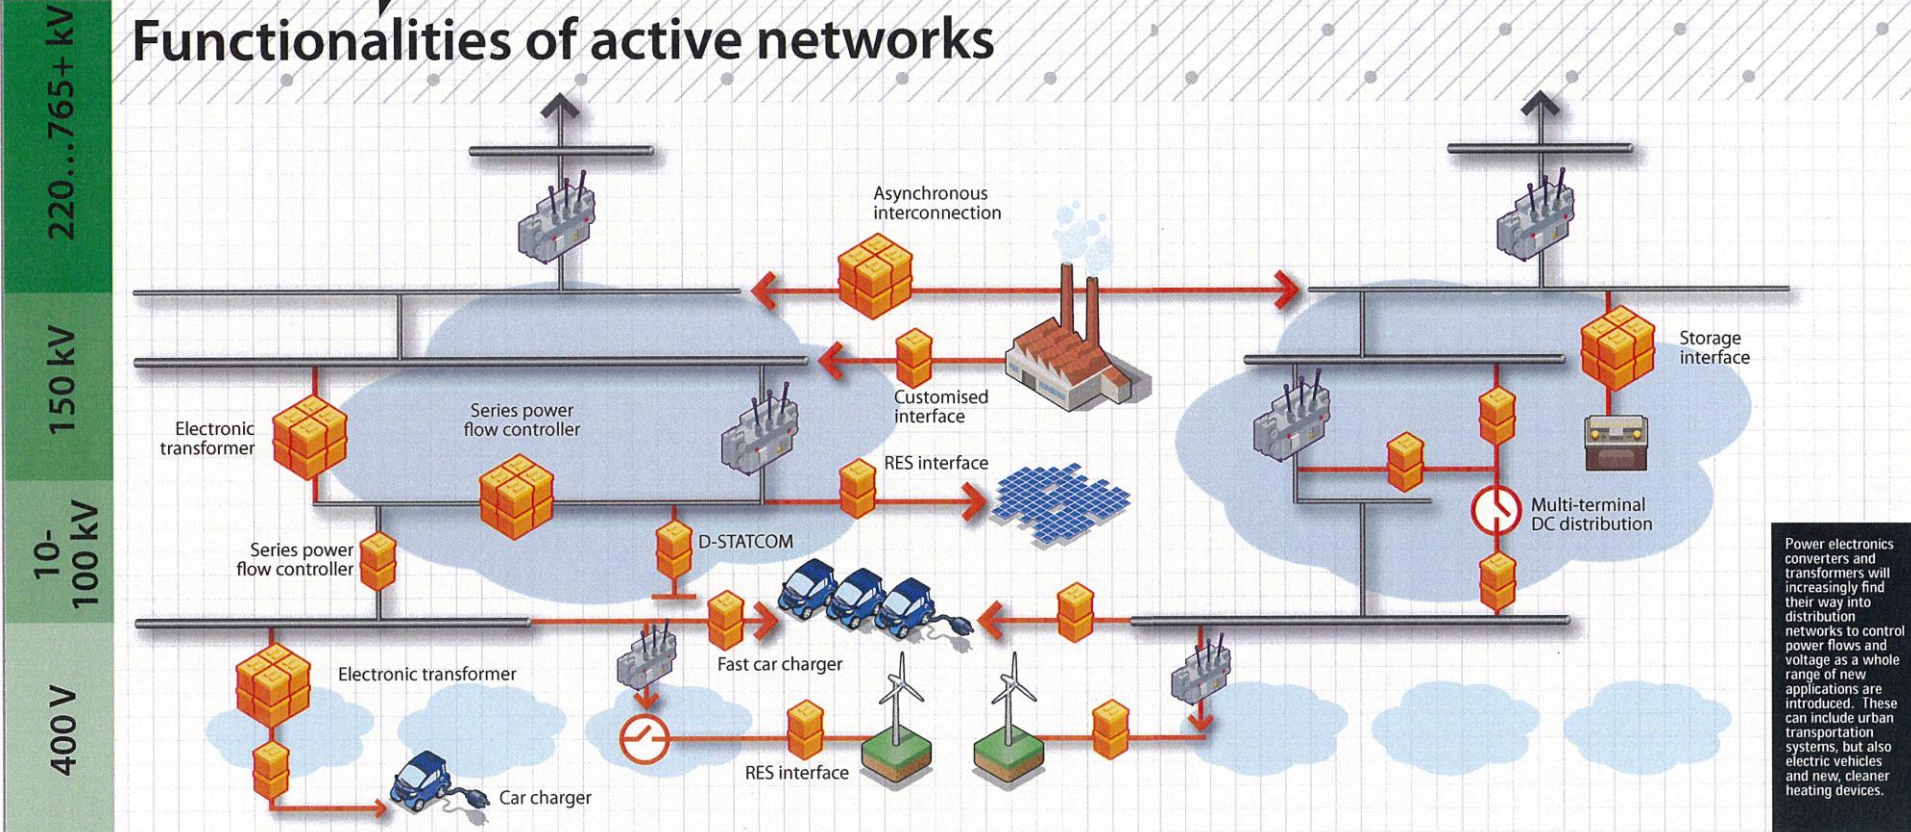 Functionalities of active networks
220...765+ kV
150 kV
10-
100 kV
400 V
Asynchronous
interconnection
Storage
interface
Customised
interface
Electronic
transformer
Series power
flow controller
RES interface
Multi-terminal
DC distribution
Series power
flow controller
D-STATCOM
Fast car charger
Electronic transformer
RES interface
Car charger
Power electronics
converters and
transformers will
increasingly find
their way into
distribution
networks to control
power flows and
voltage as a whole
range of new
applications are
introduced. These
can include urban
transportation
systems, but also
electric vehicles
and new, cleaner
heating devices.